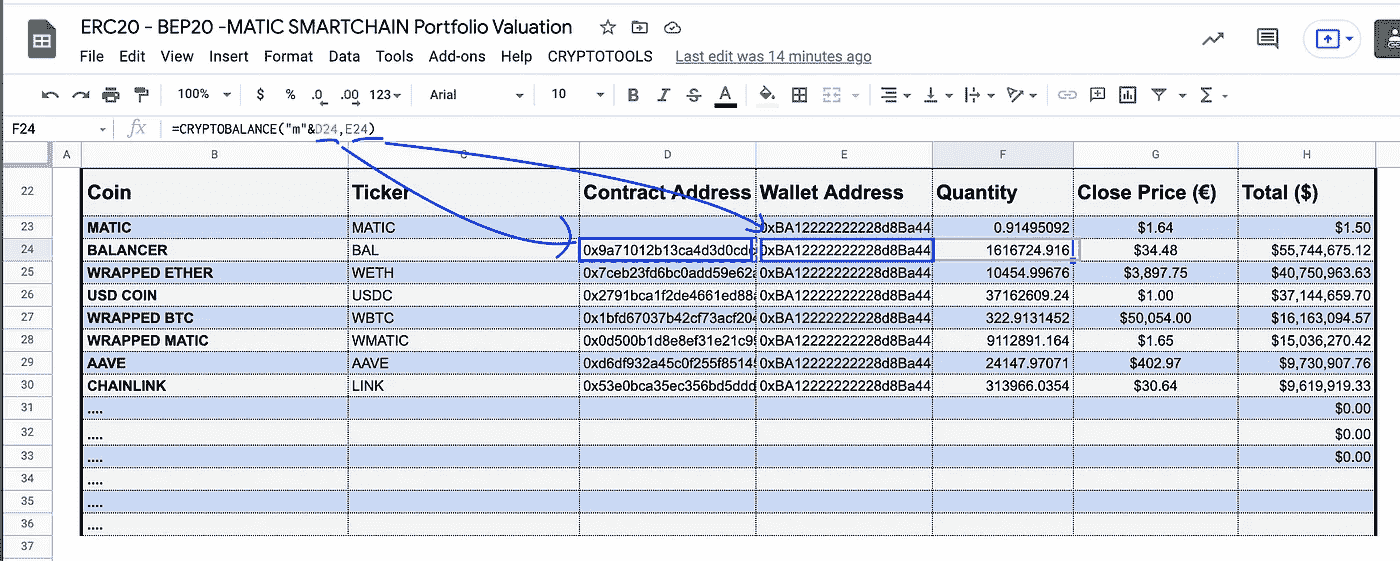 ERC20 - BEP20 -MATIC SMARTCHAIN Portfolio Valuation
File Edit View Insert Format Data Tools Add-ons Help CRYPTOTOOLS Last edit was 14 minutes ago
100% $ % .0 .00 123 Arial 10 B I S A
F24 fx =CRYPTOBALANCE("m"&D24,E24)
A B C D E F G H
22 Coin Ticker Contract Address Wallet Address Quantity Close Price (€) Total ($)
23 MATIC MATIC 0xBA12222222228d8Ba44 0.91495092 $1.64 $1.50
24 BALANCER BAL 0x9a71012b13ca4d3d0cd 0xBA12222222228d8Ba44 1616724.916 $34.48 $55,744,675.12
25 WRAPPED ETHER WETH 0x7ceb23fd6bc0add59e62 0xBA12222222228d8Ba44 10454.99676 $3,897.75 $40,750,963.63
26 USD COIN USDC 0x2791bca1f2de4661ed88 0xBA12222222228d8Ba44 37162609.24 $1.00 $37,144,659.70
27 WRAPPED BTC WBTC 0x1bfd67037b42cf73acf20 0xBA12222222228d8Ba44 322.9131452 $50,054.00 $16,163,094.57
28 WRAPPED MATIC WMATIC 0x0d500b1d8e8ef31e21c9 0xBA12222222228d8Ba44 9112891.164 $1.65 $15,036,270.42
29 AAVE AAVE 0xd6df932a45c0f255f8514 0xBA12222222228d8Ba44 24147.97071 $402.97 $9,730,907.76
30 CHAINLINK LINK 0x53e0bca35ec356bd5ddd 0xBA12222222228d8Ba44 313966.0354 $30.64 $9,619,919.33
31 .... $0.00
32 .... $0.00
33 .... $0.00
34 ....
35 ....
36 ....
37